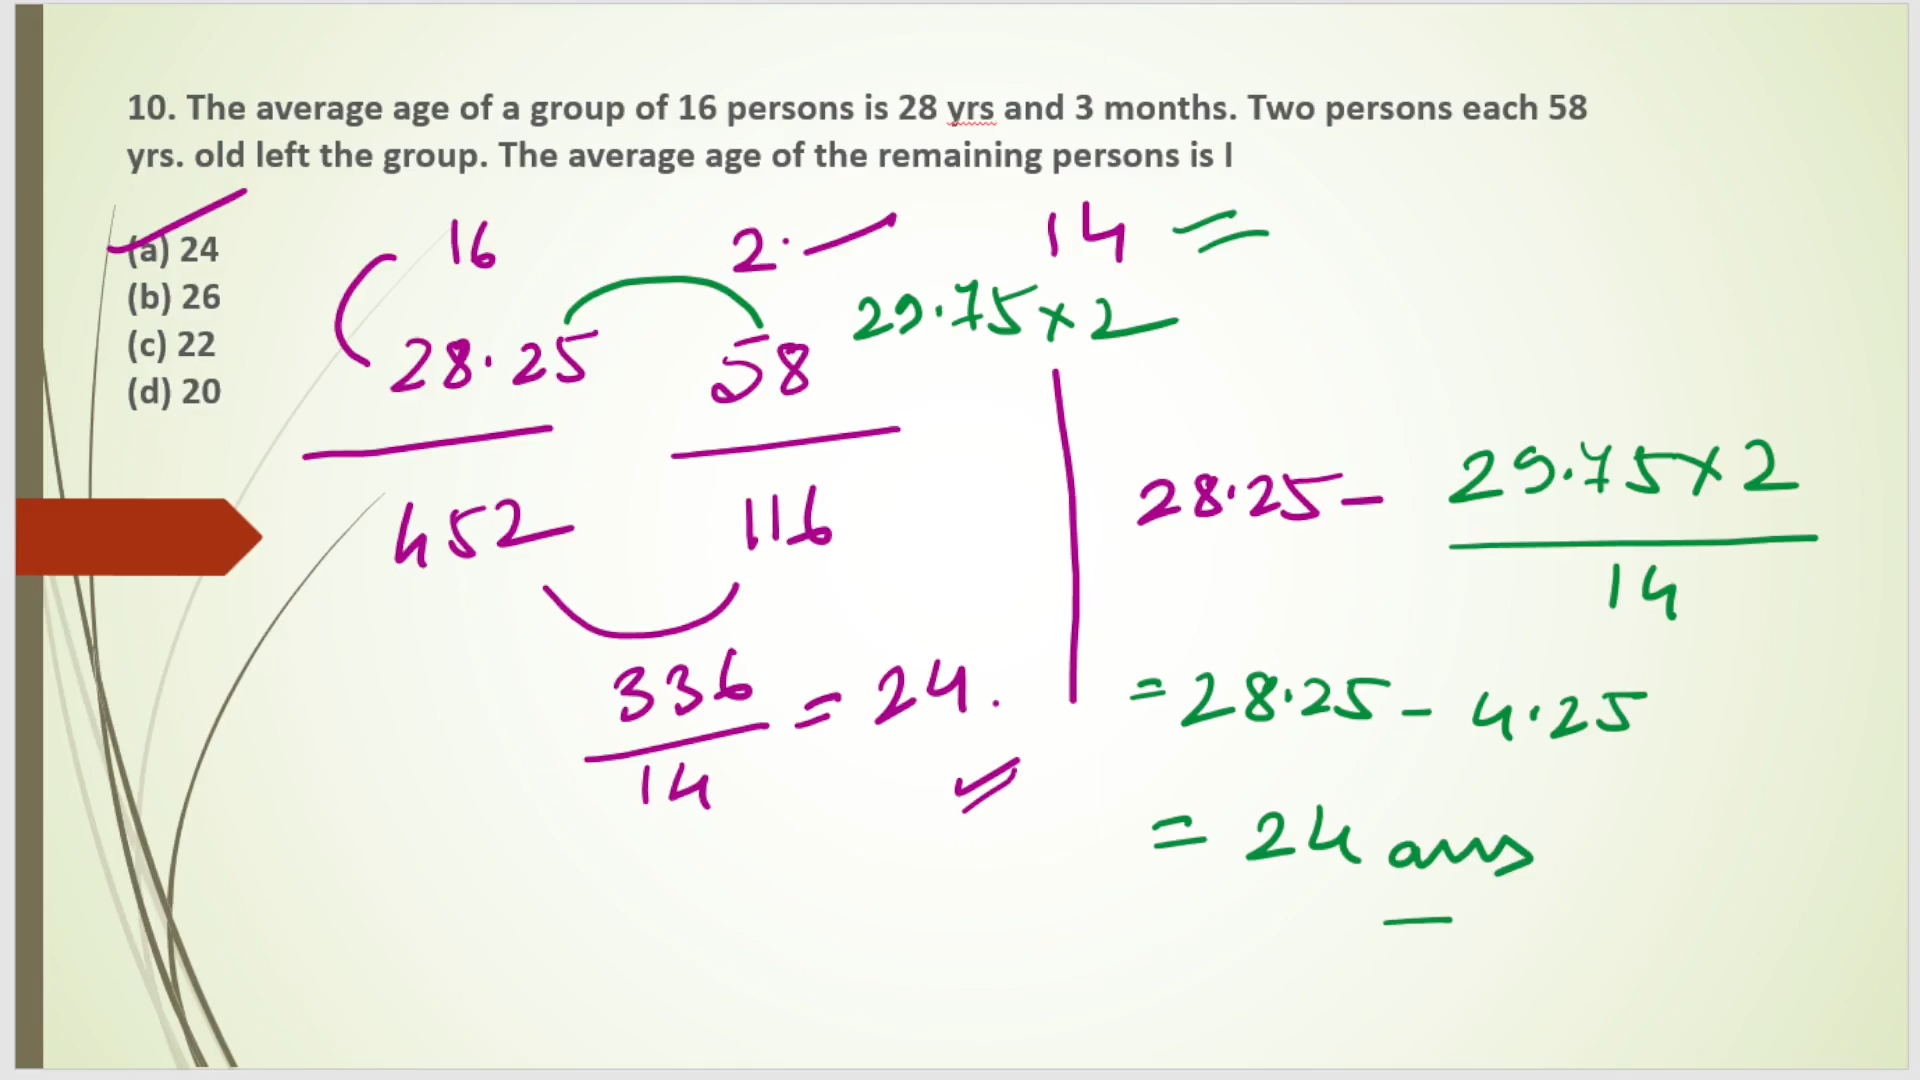 10. The average age of a group of 16 persons is 28 yrs and 3 months. Two persons each 58
yrs. old left the group. The average age of the remaining persons is I
(a) 24
(b) 26
(c) 22
(d) 20
16 2. 14 =
28.25 58 29.75 x 2
452 116
336
14
= 24.
28.25 - 29.75 x 2
14
= 28.25 - 4.25
= 24 ans